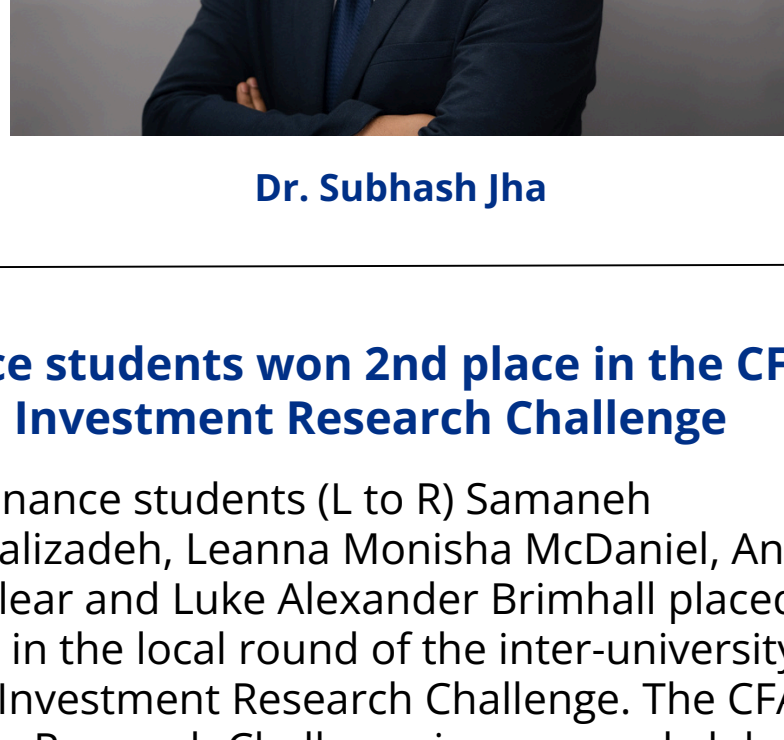 Dr. Subhash Jha
ce students won 2nd place in the CF
Investment Research Challenge
nance students (L to R) Samaneh
alizadeh, Leanna Monisha McDaniel, An
lear and Luke Alexander Brimhall placed
in the local round of the inter-university
Investment Research Challenge. The CFA